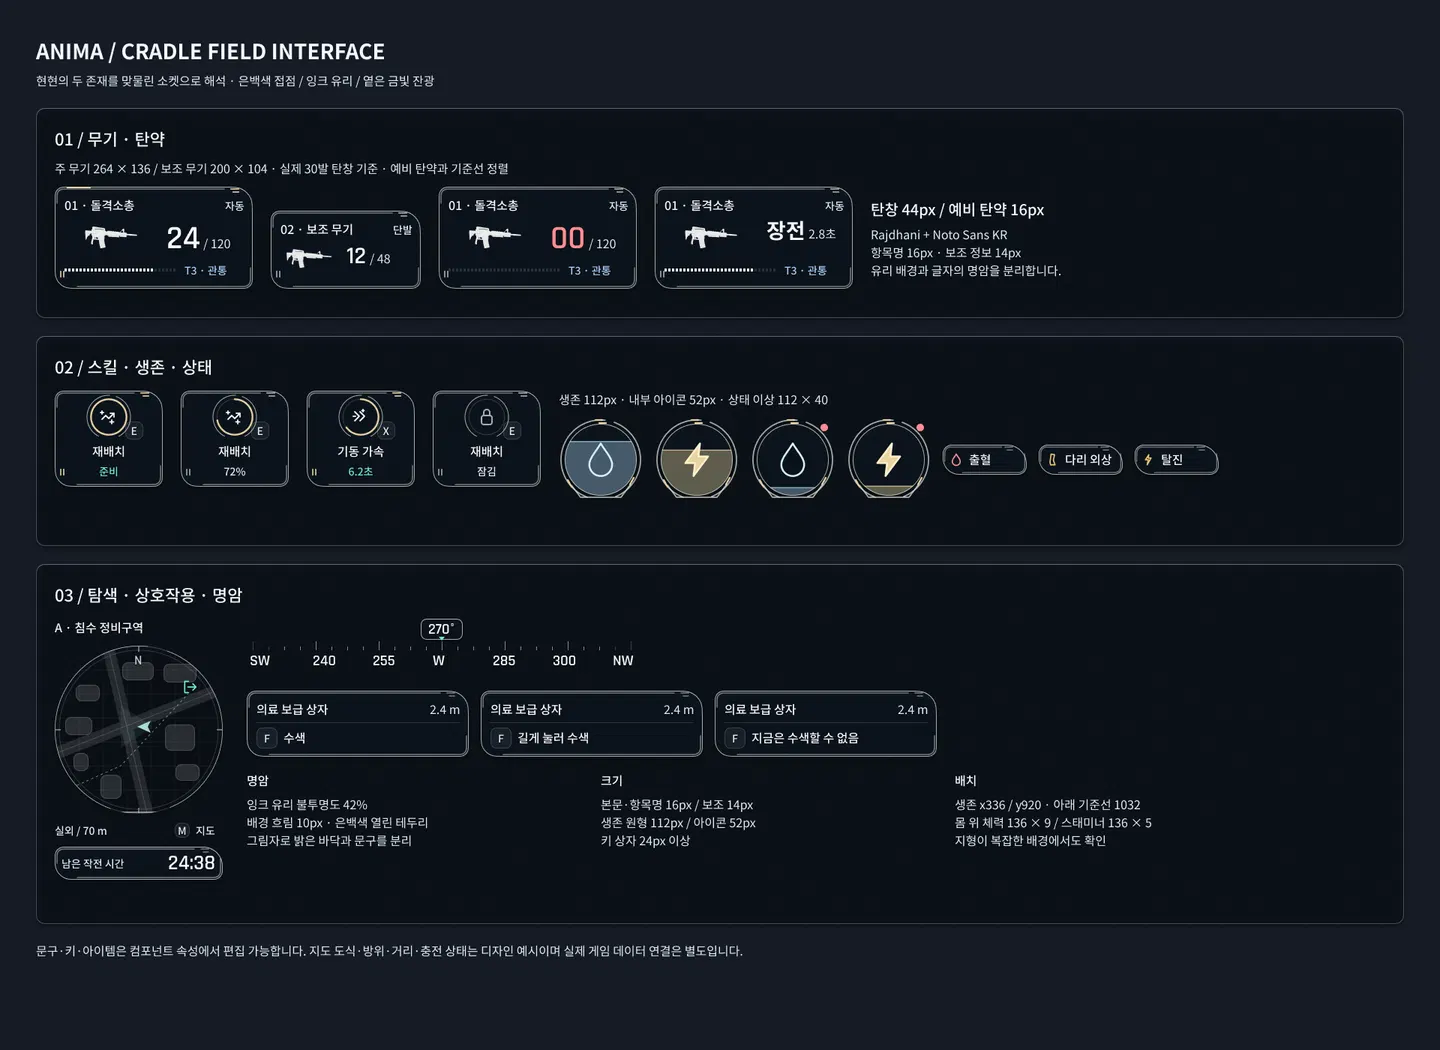 ANIMA / CRADLE FIELD INTERFACE
현현의 두 존재를 맞물린 소켓으로 해석 · 은백색 접점 / 잉크 유리 / 옅은 금빛 잔광
01 / 무기 · 탄약
주 무기 264 × 136 / 보조 무기 200 × 104 · 실제 30발 탄창 기준 · 예비 탄약과 기준선 정렬
01 · 돌격소총 자동
24 / 120
T3 · 관통
02 · 보조 무기 단발
12 / 48
01 · 돌격소총 자동
00 / 120
T3 · 관통
01 · 돌격소총 자동
장전 2.8초
T3 · 관통
탄창 44px / 예비 탄약 16px
Rajdhani + Noto Sans KR
항목명 16px · 보조 정보 14px
유리 배경과 글자의 명암을 분리합니다.
02 / 스킬 · 생존 · 상태
E
재배치
준비
E
재배치
72%
X
기동 가속
6.2초
E
재배치
잠김
생존 112px · 내부 아이콘 52px · 상태 이상 112 × 40
출혈
다리 외상
탈진
03 / 탐색 · 상호작용 · 명암
A · 침수 정비구역
N
실외 / 70 m
M 지도
남은 작전 시간 24:38
270°
SW 240 255 W 285 300 NW
의료 보급 상자 2.4 m
F 수색
의료 보급 상자 2.4 m
F 길게 눌러 수색
의료 보급 상자 2.4 m
F 지금은 수색할 수 없음
명암
잉크 유리 불투명도 42%
배경 흐림 10px · 은백색 열린 테두리
그림자로 밝은 바닥과 문구를 분리
크기
본문·항목명 16px / 보조 14px
생존 원형 112px / 아이콘 52px
키 상자 24px 이상
배치
생존 x336 / y920 · 아래 기준선 1032
몸 위 체력 136 × 9 / 스태미너 136 × 5
지형이 복잡한 배경에서도 확인
문구·키·아이템은 컴포넌트 속성에서 편집 가능합니다. 지도 도식·방위·거리·충전 상태는 디자인 예시이며 실제 게임 데이터 연결은 별도입니다.